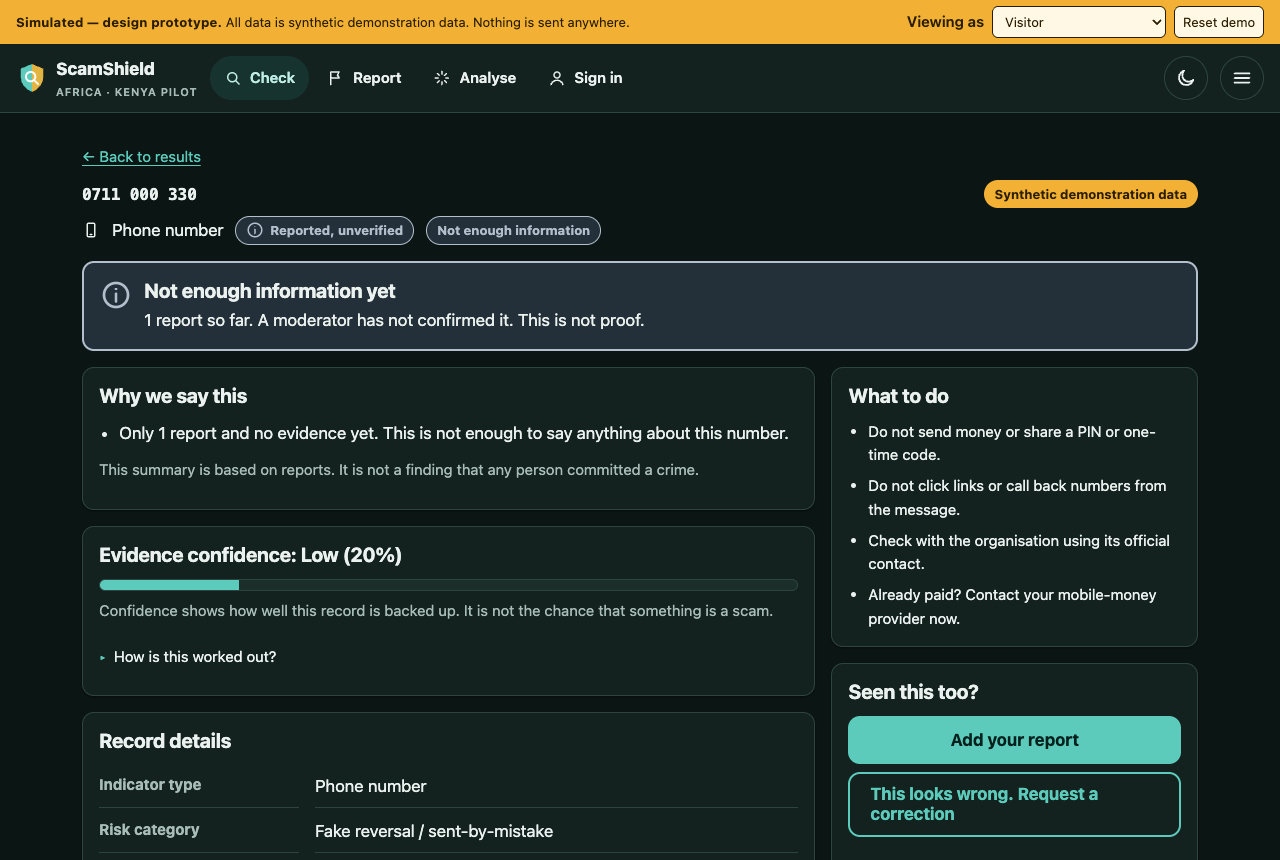 Simulated — design prototype. All data is synthetic demonstration data. Nothing is sent anywhere.
Viewing as
Visitor
Reset demo
ScamShield
AFRICA · KENYA PILOT
Check
Report
Analyse
Sign in
← Back to results
0711 000 330
Synthetic demonstration data
Phone number
Reported, unverified
Not enough information
Not enough information yet
1 report so far. A moderator has not confirmed it. This is not proof.
Why we say this
• Only 1 report and no evidence yet. This is not enough to say anything about this number.
This summary is based on reports. It is not a finding that any person committed a crime.
Evidence confidence: Low (20%)
Confidence shows how well this record is backed up. It is not the chance that something is a scam.
▸ How is this worked out?
Record details
Indicator type
Phone number
Risk category
Fake reversal / sent-by-mistake
What to do
• Do not send money or share a PIN or one-
time code.
• Do not click links or call back numbers from
the message.
• Check with the organisation using its official
contact.
• Already paid? Contact your mobile-money
provider now.
Seen this too?
Add your report
This looks wrong. Request a
correction